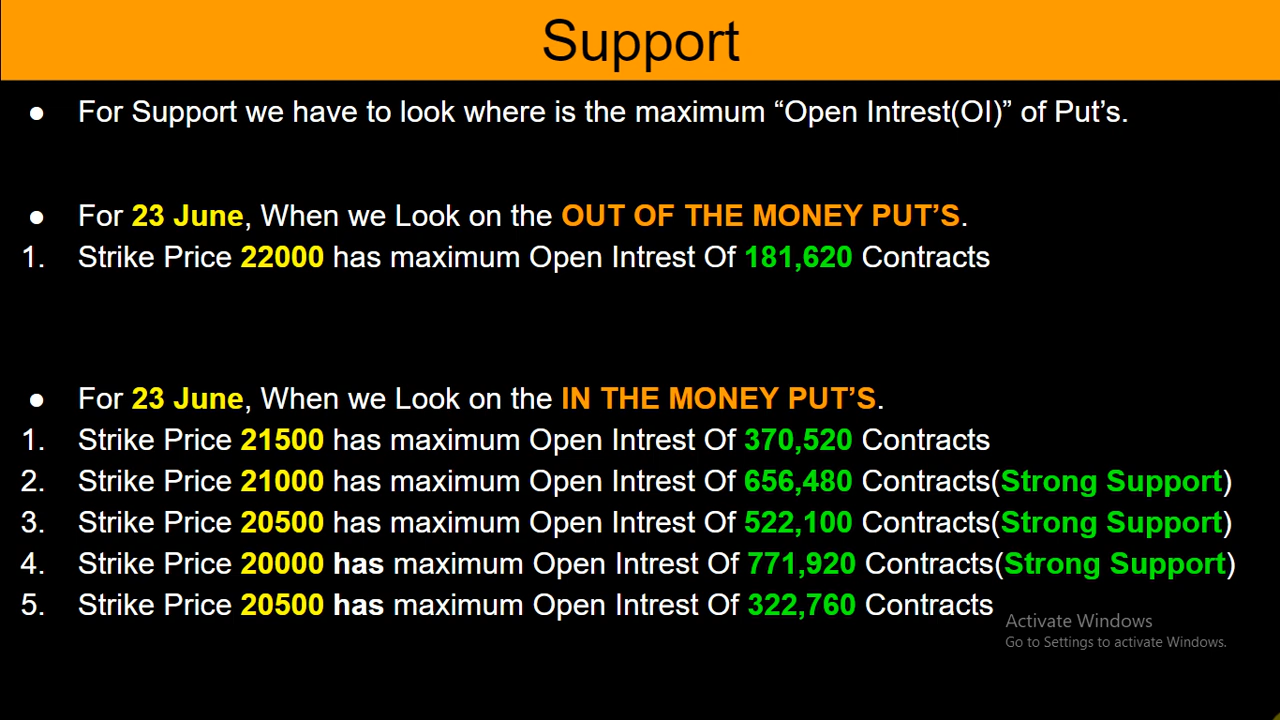 Support
● For Support we have to look where is the maximum “Open Intrest(OI)” of Put’s.
● For 23 June, When we Look on the OUT OF THE MONEY PUT’S.
1. Strike Price 22000 has maximum Open Intrest Of 181,620 Contracts
● For 23 June, When we Look on the IN THE MONEY PUT’S.
1. Strike Price 21500 has maximum Open Intrest Of 370,520 Contracts
2. Strike Price 21000 has maximum Open Intrest Of 656,480 Contracts(Strong Support)
3. Strike Price 20500 has maximum Open Intrest Of 522,100 Contracts(Strong Support)
4. Strike Price 20000 has maximum Open Intrest Of 771,920 Contracts(Strong Support)
5. Strike Price 20500 has maximum Open Intrest Of 322,760 Contracts
Activate Windows
Go to Settings to activate Windows.